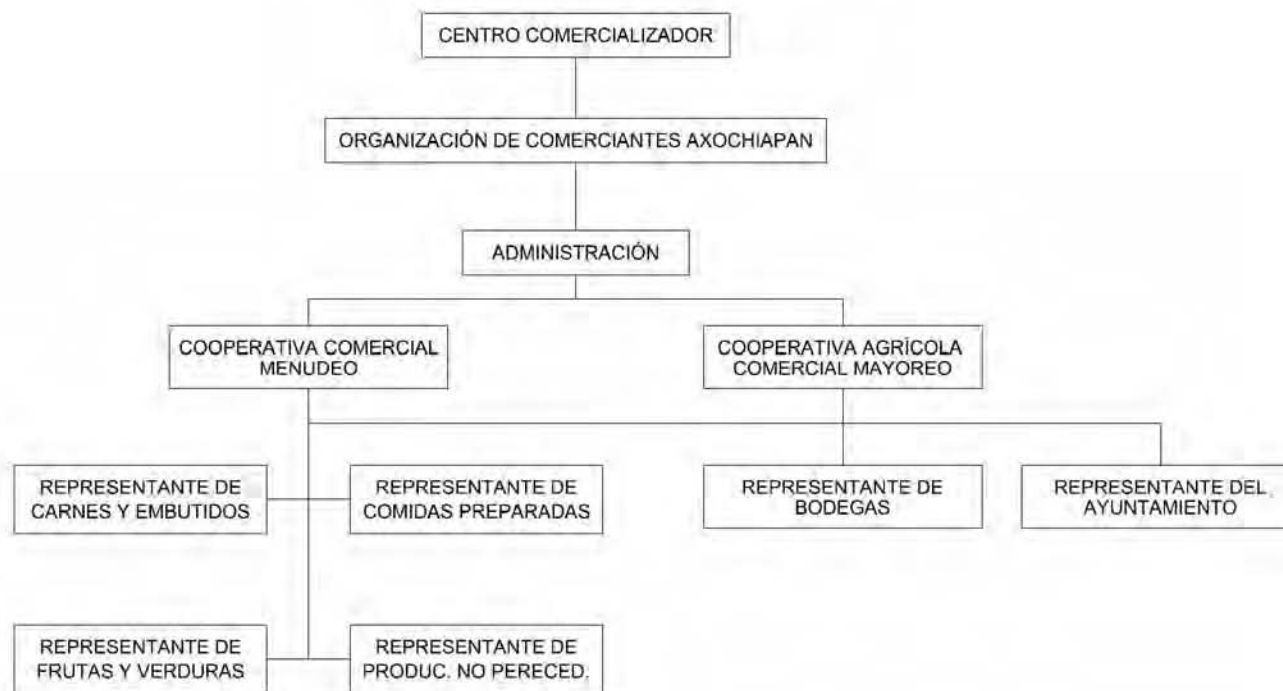 CENTRO COMERCIALIZADOR
ORGANIZACIÓN DE COMERCIANTES AXOCHIAPAN
ADMINISTRACIÓN
COOPERATIVA COMERCIAL
MENUDEO
COOPERATIVA AGRÍCOLA
COMERCIAL MAYOREO
REPRESENTANTE DE
CARNES Y EMBUTIDOS
REPRESENTANTE DE
COMIDAS PREPARADAS
REPRESENTANTE DE
BODEGAS
REPRESENTANTE DEL
AYUNTAMIENTO
REPRESENTANTE DE
FRUTAS Y VERDURAS
REPRESENTANTE DE
PRODUC. NO PERECED.